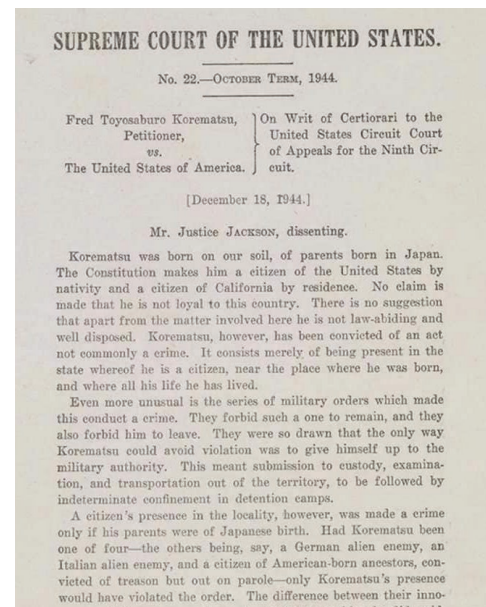 SUPREME COURT OF THE UNITED STATES.
No. 22.—OCTOBER TERM, 1944.
Fred Toyosaburo Korematsu,
Petitioner,
vs.
The United States of America.
On Writ of Certiorari to the
United States Circuit Court
of Appeals for the Ninth Cir-
cuit.
[December 18, 1944.]
Mr. Justice JACKSON, dissenting.
Korematsu was born on our soil, of parents born in Japan.
The Constitution makes him a citizen of the United States by
nativity and a citizen of California by residence. No claim is
made that he is not loyal to this country. There is no suggestion
that apart from the matter involved here he is not law-abiding and
well disposed. Korematsu, however, has been convicted of an act
not commonly a crime. It consists merely of being present in the
state whereof he is a citizen, near the place where he was born,
and where all his life he has lived.
Even more unusual is the series of military orders which made
this conduct a crime. They forbid such a one to remain, and they
also forbid him to leave. They were so drawn that the only way
Korematsu could avoid violation was to give himself up to the
military authority. This meant submission to custody, examina-
tion, and transportation out of the territory, to be followed by
indeterminate confinement in detention camps.
A citizen's presence in the locality, however, was made a crime
only if his parents were of Japanese birth. Had Korematsu been
one of four—the others being, say, a German alien enemy, an
Italian alien enemy, and a citizen of American-born ancestors, con-
victed of treason but out on parole—only Korematsu's presence
would have violated the order. The difference between their inno-